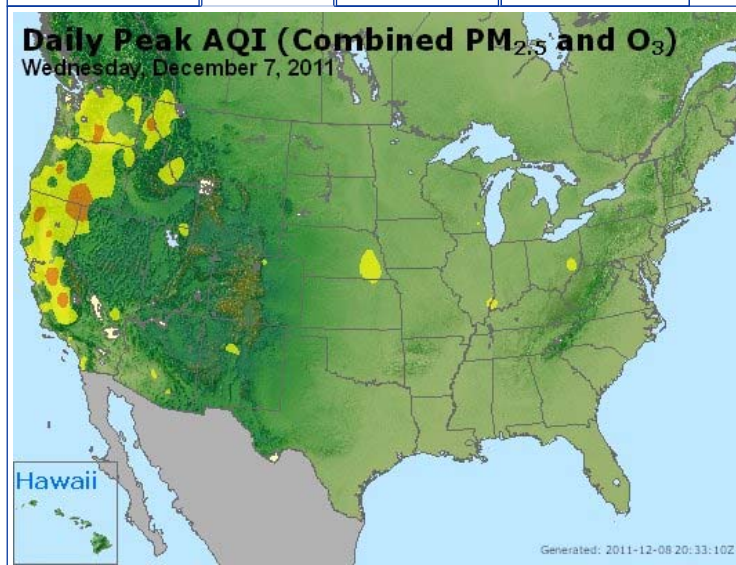 Daily Peak AQI (Combined PM2.5 and O3)
Wednesday, December 7, 2011
Hawaii
Generated: 2011-12-08 20:33:10Z